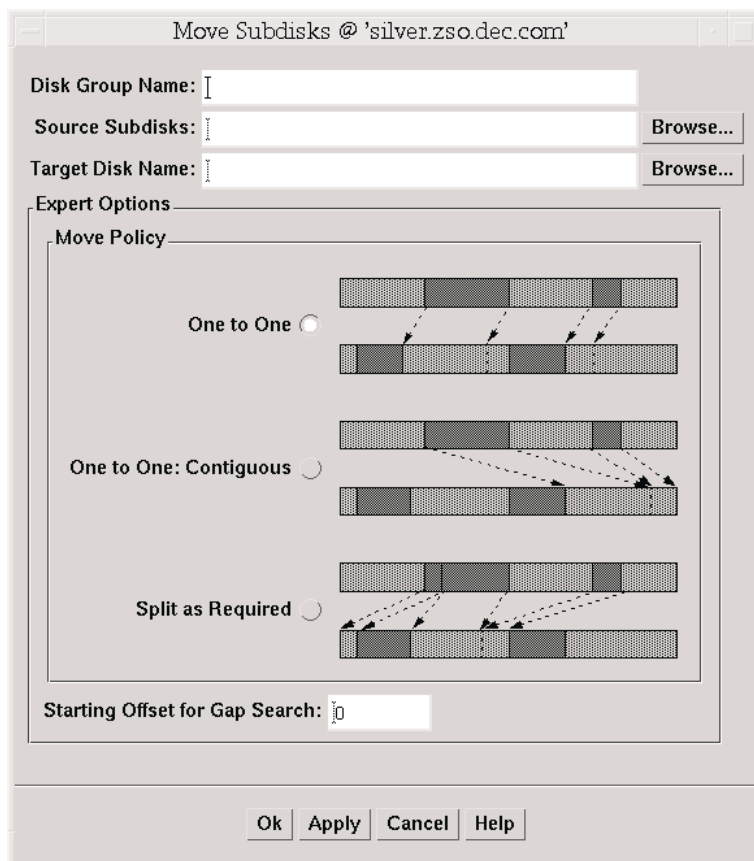 Move Subdisks @ 'silver.zso.dec.com'
Disk Group Name:
Source Subdisks: Browse...
Target Disk Name: Browse...
Expert Options
Move Policy
One to One
One to One: Contiguous
Split as Required
Starting Offset for Gap Search: 0
Ok Apply Cancel Help